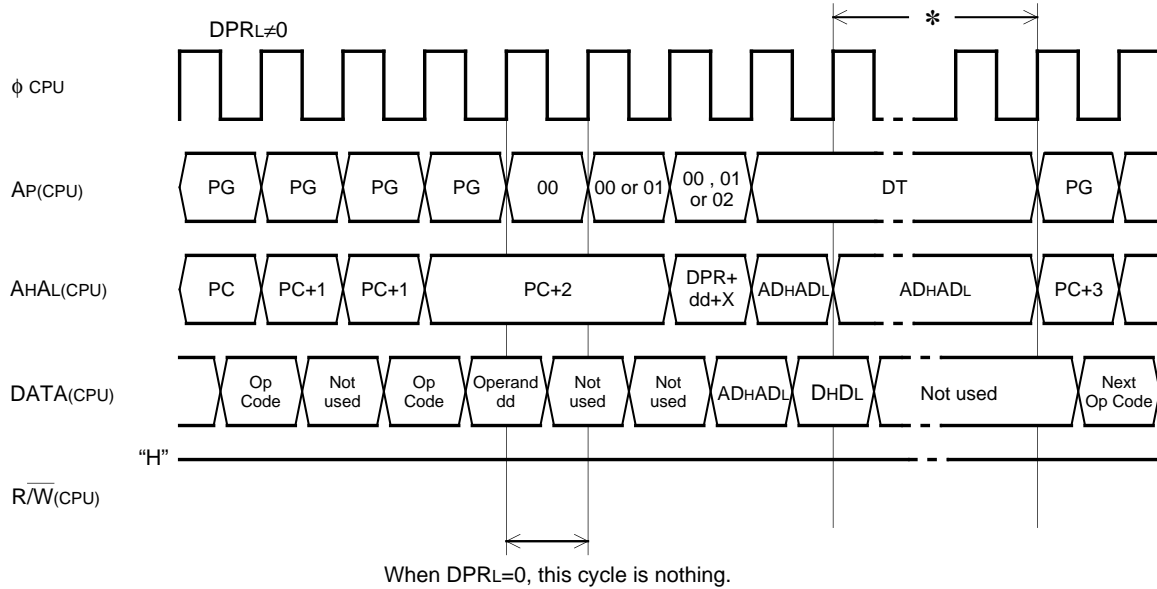 *
DPRL≠0
ϕ CPU
AP(CPU)
PG
PG
PG
PG
00
00 or 01
00 , 01
or 02
DT
PG
AHAL(CPU)
PC
PC+1
PC+1
PC+2
DPR+
dd+X
ADHADL
ADHADL
PC+3
DATA(CPU)
Op
Code
Not
used
Op
Code
Operand
dd
Not
used
Not
used
ADHADL
DHDL
Not used
Next
Op Code
“H”
R/W(CPU)
When DPRL=0, this cycle is nothing.